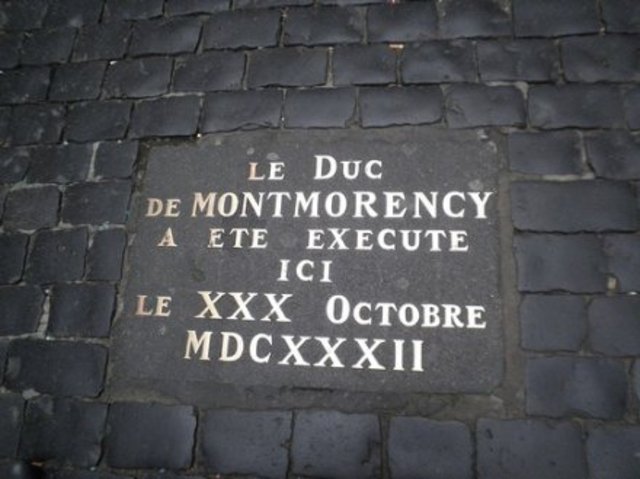 LE DUC
DE MONTMORENCY
A ETE EXECUTE
ICI
LE XXX OCTOBRE
MDCXXXII